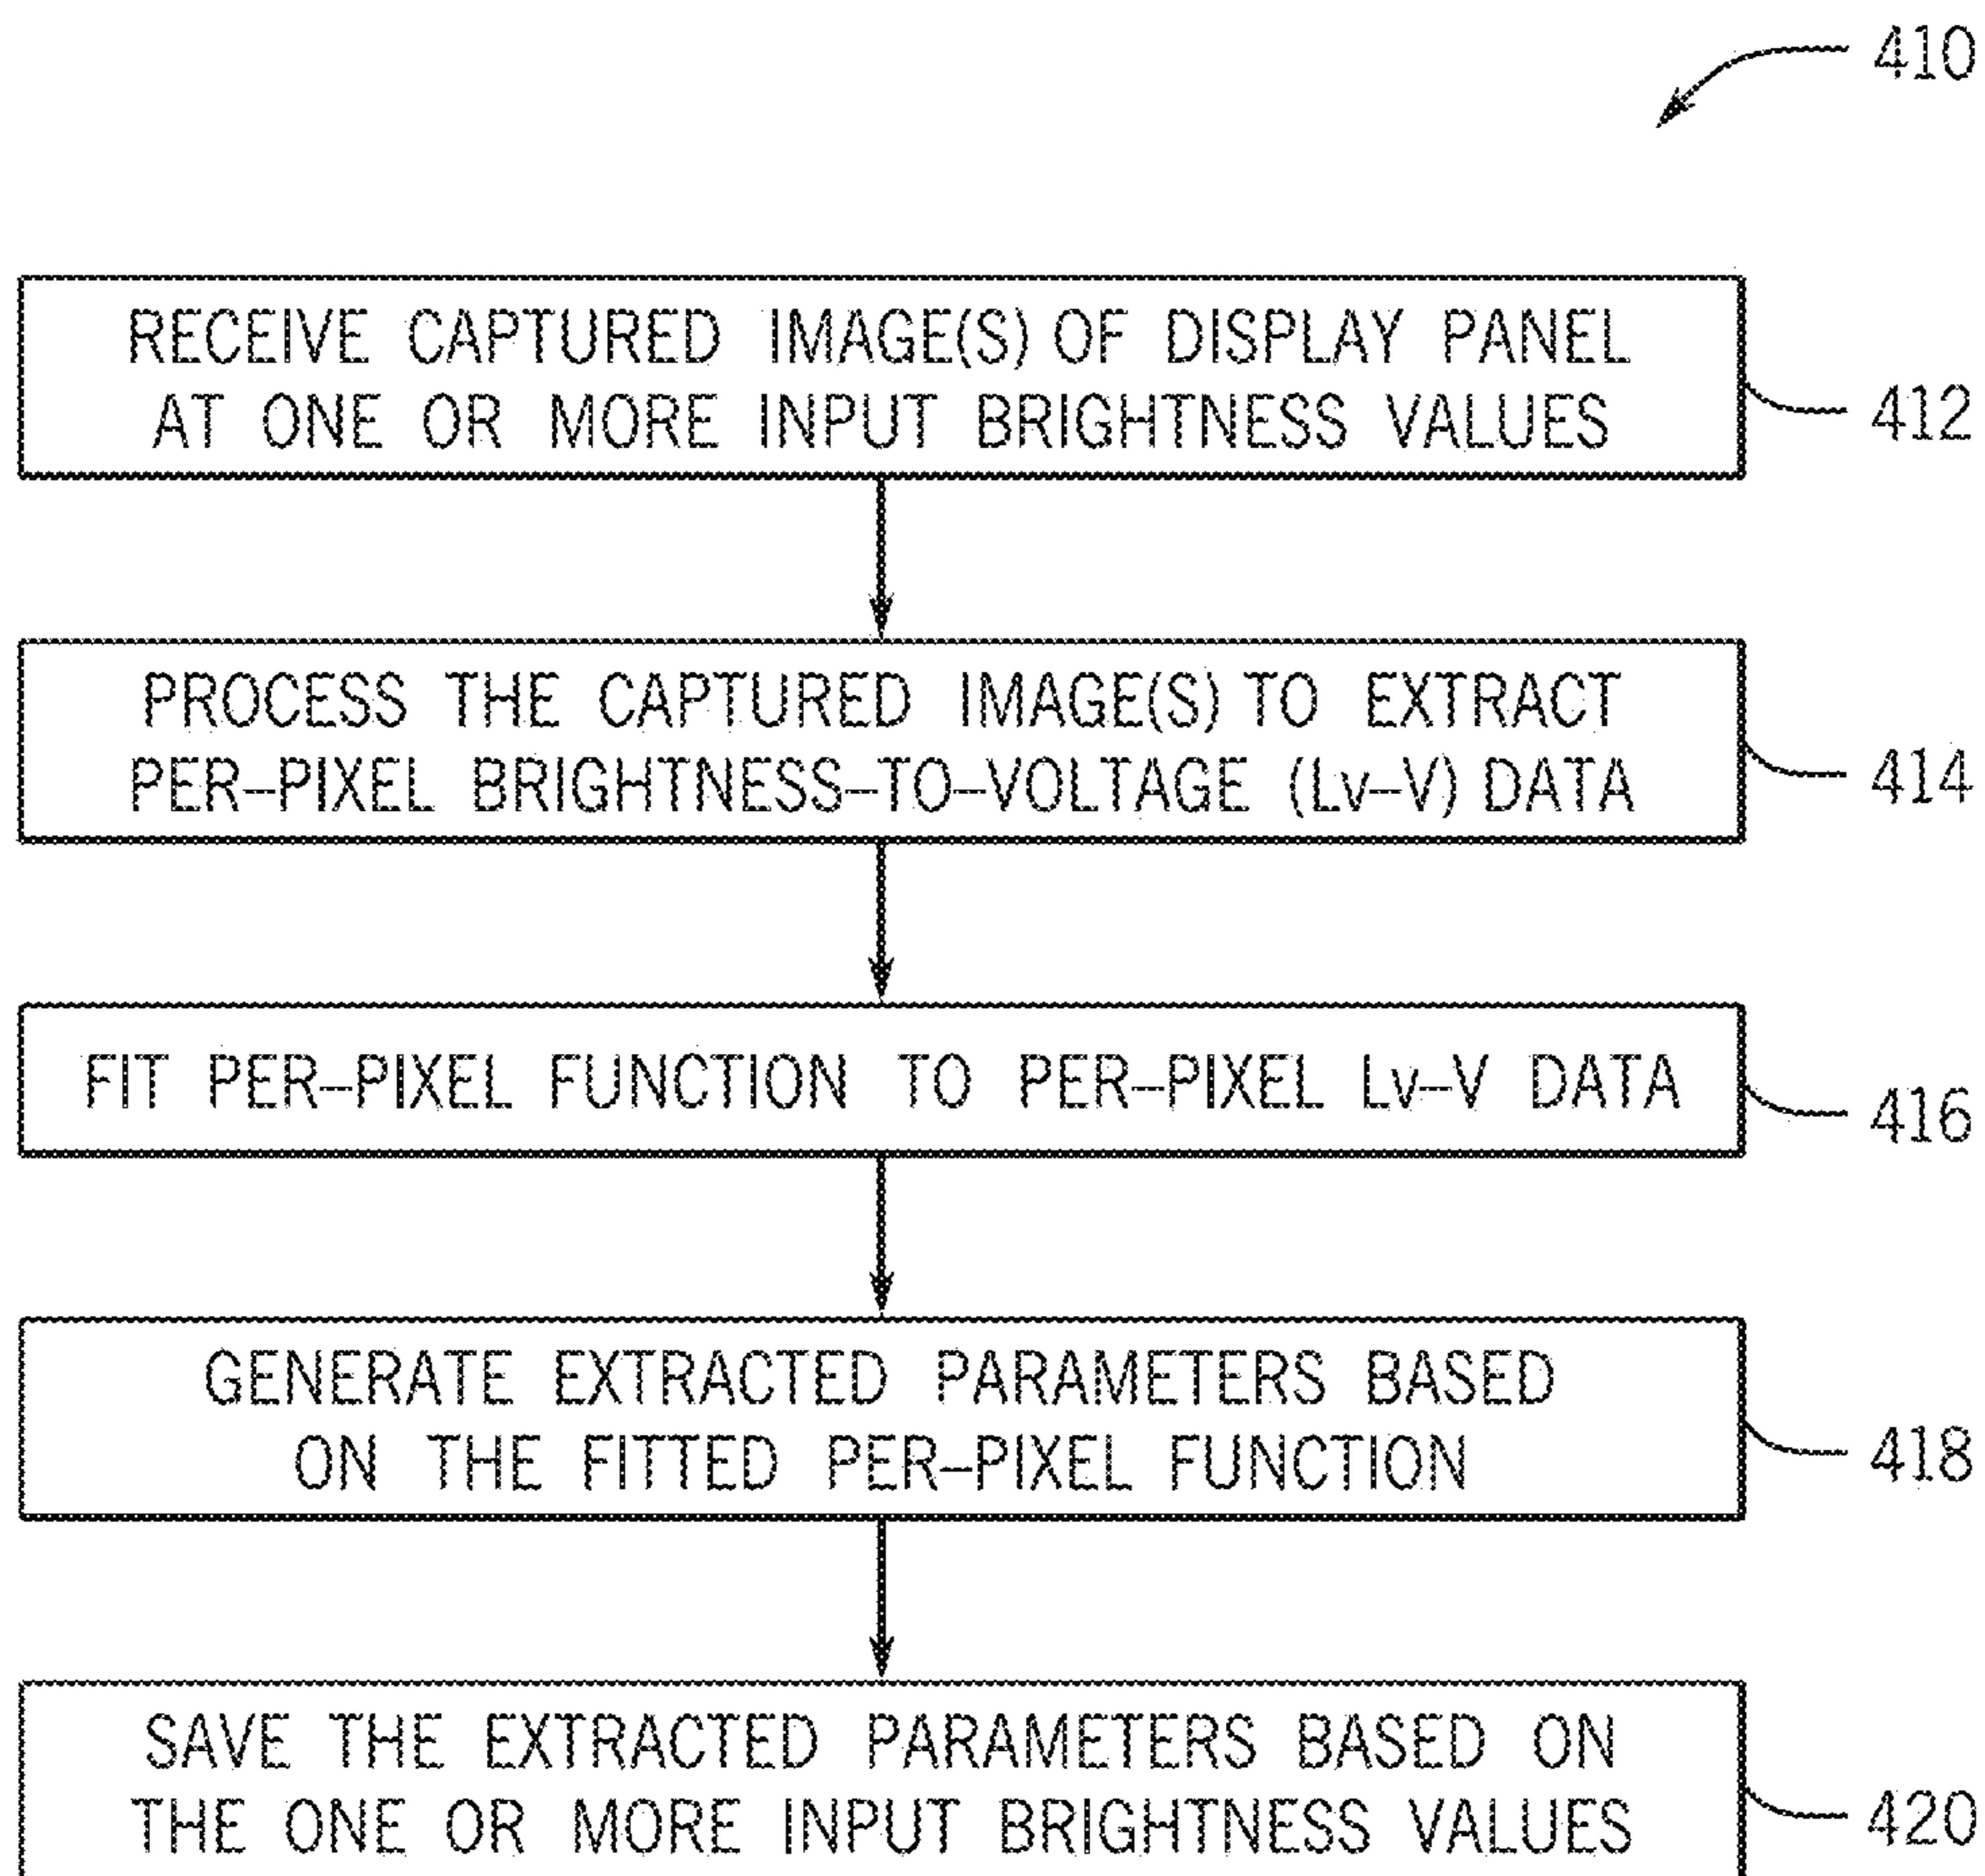 410
RECEIVE CAPTURED IMAGE(S) OF DISPLAY PANEL
AT ONE OR MORE INPUT BRIGHTNESS VALUES
412
PROCESS THE CAPTURED IMAGE(S) TO EXTRACT
PER–PIXEL BRIGHTNESS–TO–VOLTAGE (Lv–V) DATA
414
FIT PER–PIXEL FUNCTION TO PER–PIXEL Lv–V DATA
416
GENERATE EXTRACTED PARAMETERS BASED
ON THE FITTED PER–PIXEL FUNCTION
418
SAVE THE EXTRACTED PARAMETERS BASED ON
THE ONE OR MORE INPUT BRIGHTNESS VALUES
420